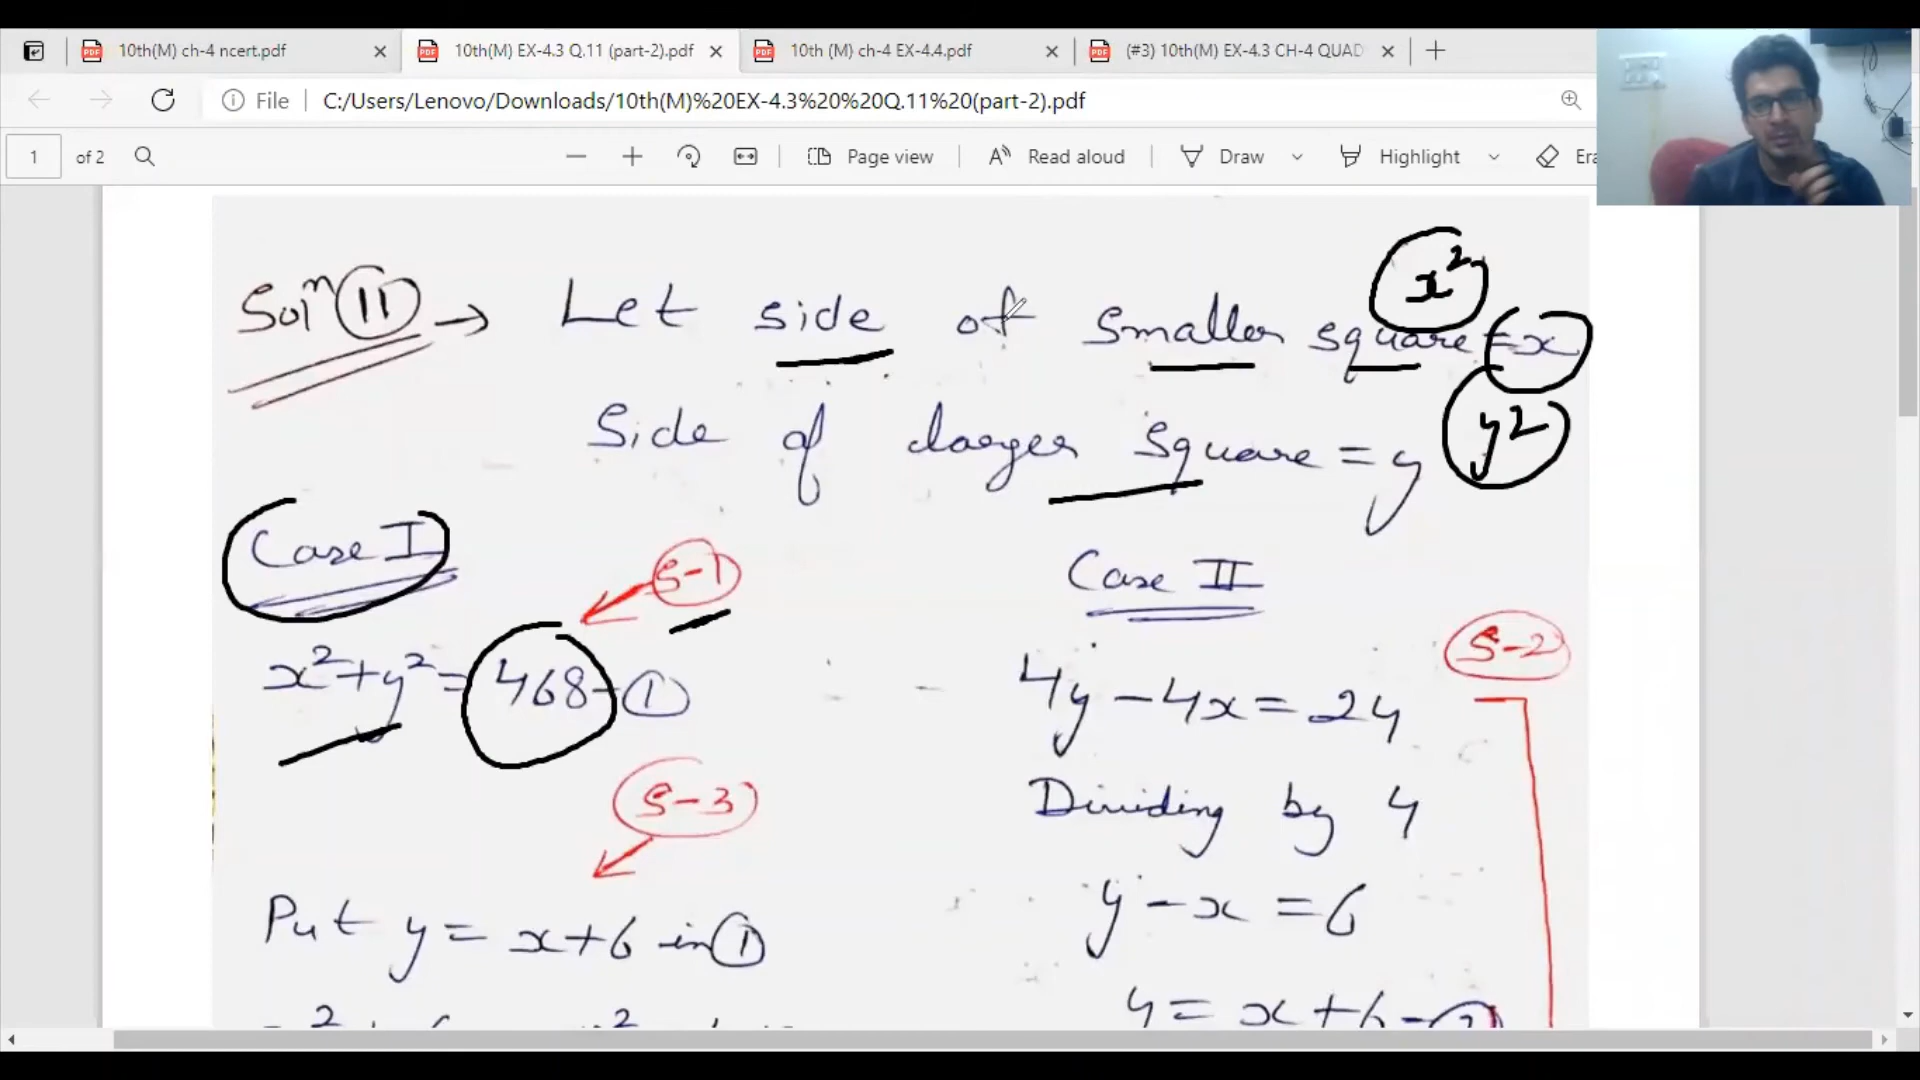 10th(M) ch-4 ncert.pdf
10th(M) EX-4.3 Q.11 (part-2).pdf
10th (M) ch-4 EX-4.4.pdf
(#3) 10th(M) EX-4.3 CH-4 QUAD
File
C:/Users/Lenovo/Downloads/10th(M)%20EX-4.3%20%20Q.11%20(part-2).pdf
1 of 2
Page view
Read aloud
Draw
Highlight
Era
x²
Solⁿ 11 → Let side of smaller square = x
y²
Side of larger square = y
Case I
S-1
Case II
S-2
x²+y² = 468 - ①
4y - 4x = 24
S-3
Dividing by 4
y - x = 6
Put y = x+6 in ①
y = x + 6 - ②